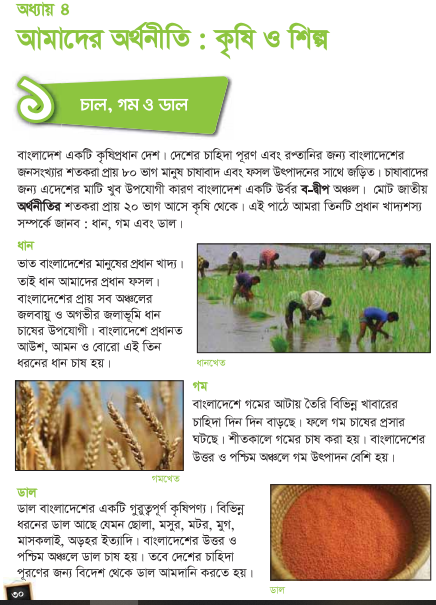 অধ্যায় ৪
আমাদের অর্থনীতি : কৃষি ও শিল্প
১
চাল, গম ও ডাল
বাংলাদেশ একটি কৃষিপ্রধান দেশ। দেশের চাহিদা পূরণ এবং রপ্তানির জন্য বাংলাদেশের
জনসংখ্যার শতকরা প্রায় ৮০ ভাগ মানুষ চাষাবাদ এবং ফসল উৎপাদনের সাথে জড়িত। চাষাবাদের
জন্য এদেশের মাটি খুব উপযোগী কারণ বাংলাদেশ একটি উর্বর ব-দ্বীপ অঞ্চল। মোট জাতীয়
অর্থনীতির শতকরা প্রায় ২০ ভাগ আসে কৃষি থেকে। এই পাঠে আমরা তিনটি প্রধান খাদ্যশস্য
সম্পর্কে জানব : ধান, গম এবং ডাল।
ধান
ভাত বাংলাদেশের মানুষের প্রধান খাদ্য।
তাই ধান আমাদের প্রধান ফসল।
বাংলাদেশের প্রায় সব অঞ্চলের
জলবায়ু ও অগভীর জলাভূমি ধান
চাষের উপযোগী। বাংলাদেশে প্রধানত
আউশ, আমন ও বোরো এই তিন
ধরনের ধান চাষ হয়।
ধানখেত
গম
বাংলাদেশে গমের আটায় তৈরি বিভিন্ন খাবারের
চাহিদা দিন দিন বাড়ছে। ফলে গম চাষের প্রসার
ঘটছে। শীতকালে গমের চাষ করা হয়। বাংলাদেশের
উত্তর ও পশ্চিম অঞ্চলে গম উৎপাদন বেশি হয়।
গমখেত
ডাল
ডাল বাংলাদেশের একটি গুরুত্বপূর্ণ কৃষিপণ্য। বিভিন্ন
ধরনের ডাল আছে যেমন ছোলা, মসুর, মটর, মুগ,
মাসকলাই, অড়হর ইত্যাদি। বাংলাদেশের উত্তর ও
পশ্চিম অঞ্চলে ডাল চাষ হয়। তবে দেশের চাহিদা
পূরণের জন্য বিদেশ থেকে ডাল আমদানি করতে হয়।
ডাল
৩০